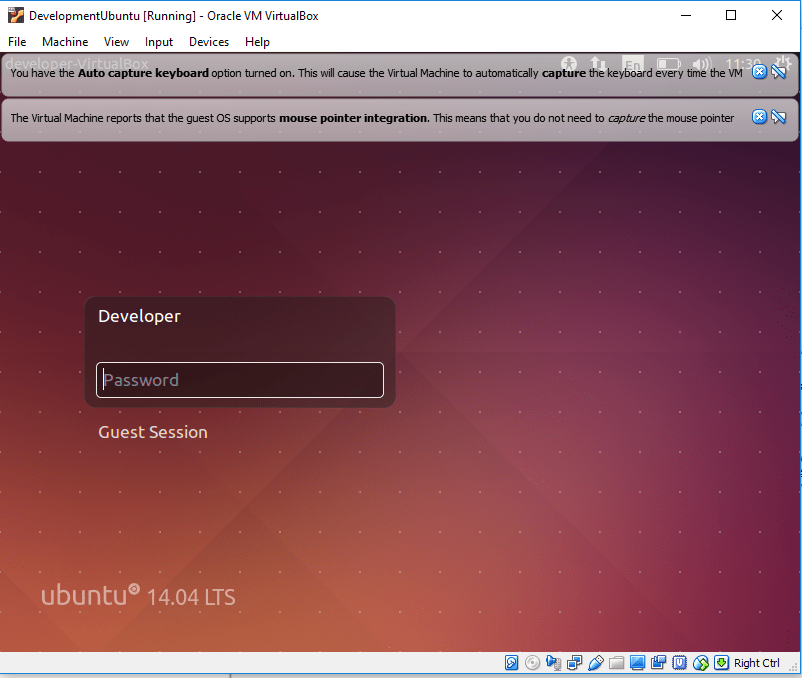 DevelopmentUbuntu [Running] - Oracle VM VirtualBox
File Machine View Input Devices Help
developer-VirtualBox En 11:30
You have the Auto capture keyboard option turned on. This will cause the Virtual Machine to automatically capture the keyboard every time the VM
The Virtual Machine reports that the guest OS supports mouse pointer integration. This means that you do not need to capture the mouse pointer
Developer
Password
Guest Session
ubuntu® 14.04 LTS
Right Ctrl